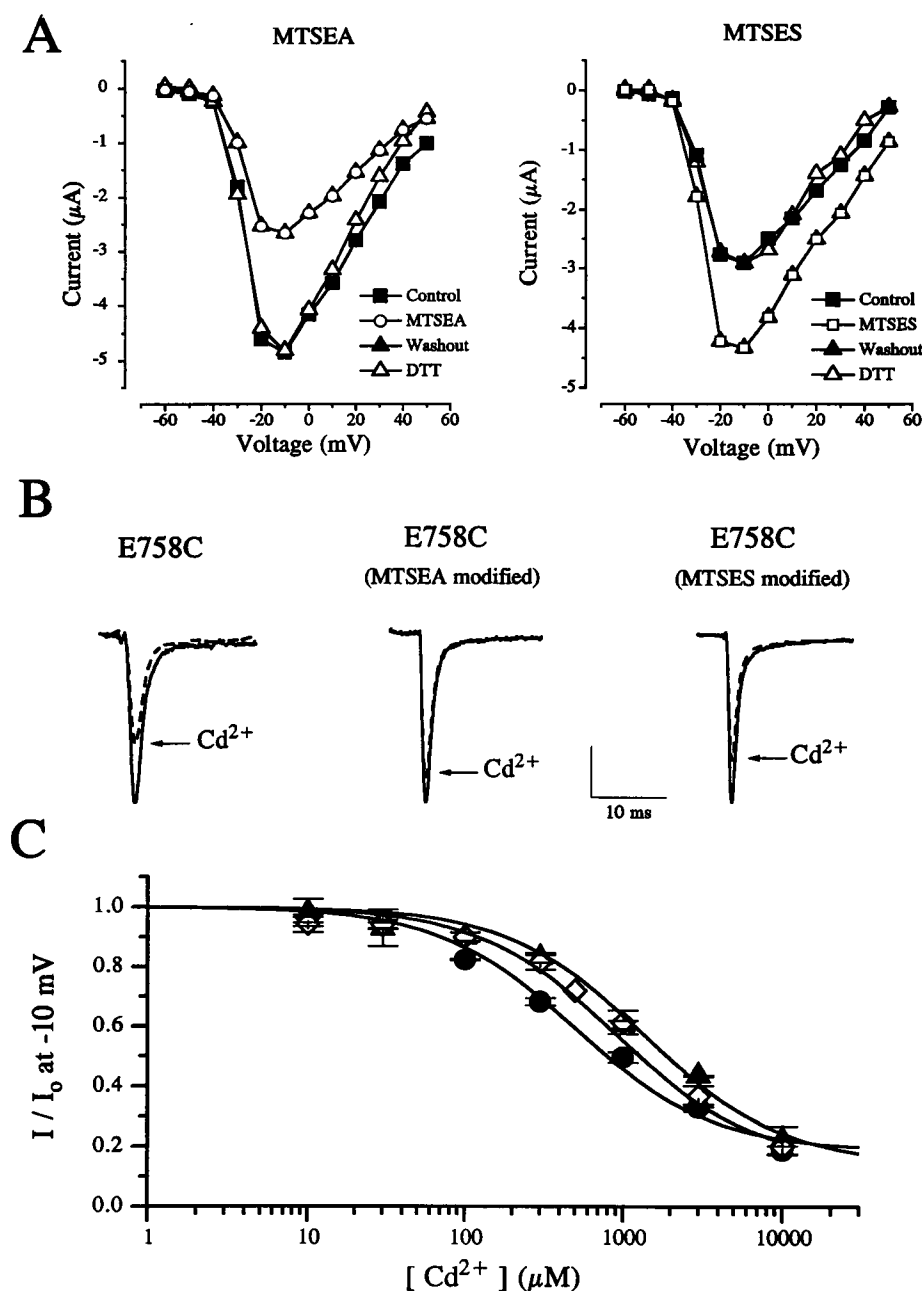 A
MTSEA
MTSES
0
-1
-2
-3
-4
-5
Current (μA)
Control
MTSEA
Washout
DTT
-60 -40 -20 0 20 40 60
Voltage (mV)
0
-1
-2
-3
-4
-5
Current (μA)
Control
MTSES
Washout
DTT
-60 -40 -20 0 20 40 60
Voltage (mV)
B
E758C
E758C
(MTSEA modified)
E758C
(MTSES modified)
Cd²⁺
Cd²⁺
Cd²⁺
10 ms
C
1.0
0.8
0.6
0.4
0.2
0.0
I / I₀ at -10 mV
1 10 100 1000 10000
[ Cd²⁺ ] (μM)